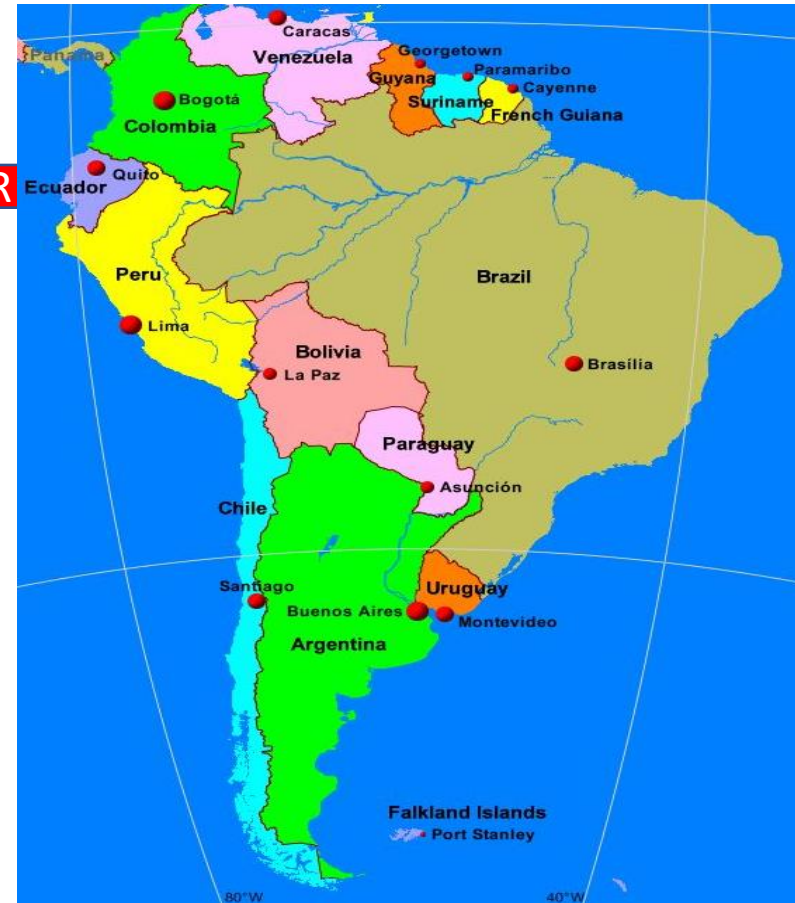 Caracas
Venezuela
Panama
Georgetown
Guyana
Paramaribo
Suriname
Cayenne
French Guiana
Bogotá
Colombia
R
Quito
Ecuador
Peru
Brazil
Lima
Bolivia
La Paz
Brasília
Paraguay
Asunción
Chile
Santiago
Uruguay
Buenos Aires
Montevideo
Argentina
Falkland Islands
Port Stanley
80°W
40°W